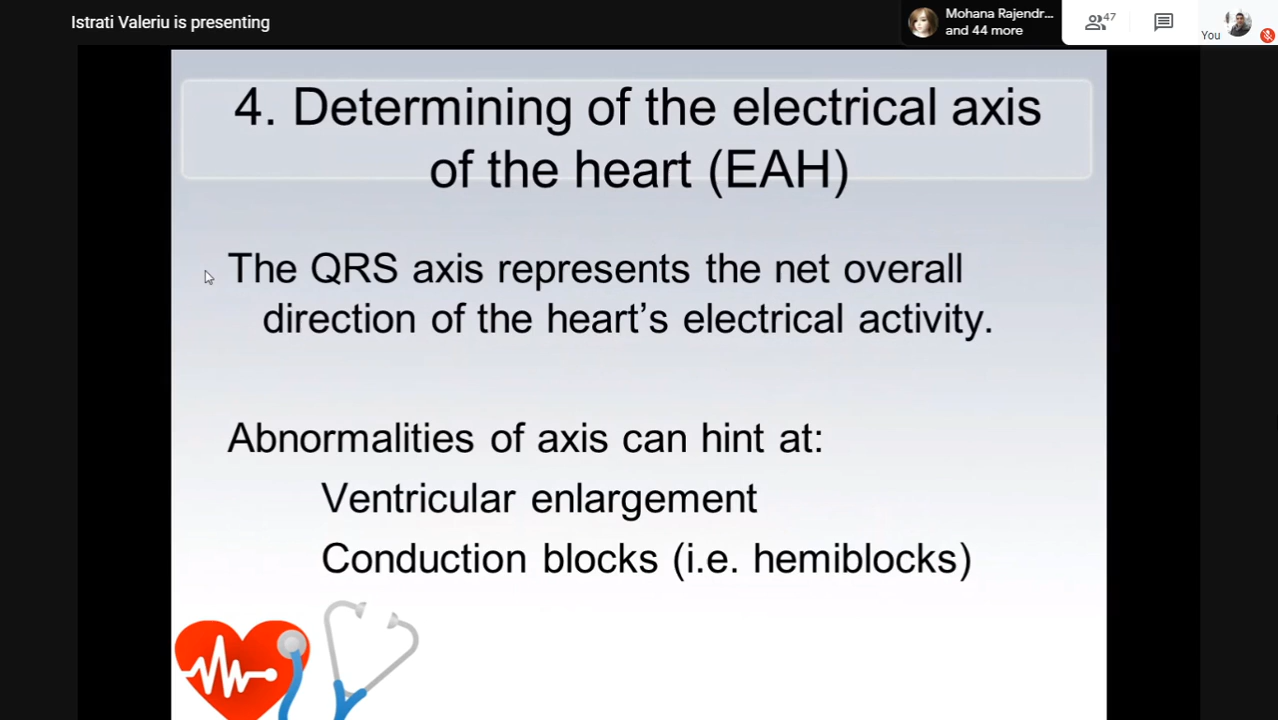 Istrati Valeriu is presenting
Mohana Rajendr...
and 44 more
47
You
4. Determining of the electrical axis
of the heart (EAH)
The QRS axis represents the net overall
direction of the heart's electrical activity.
Abnormalities of axis can hint at:
Ventricular enlargement
Conduction blocks (i.e. hemiblocks)